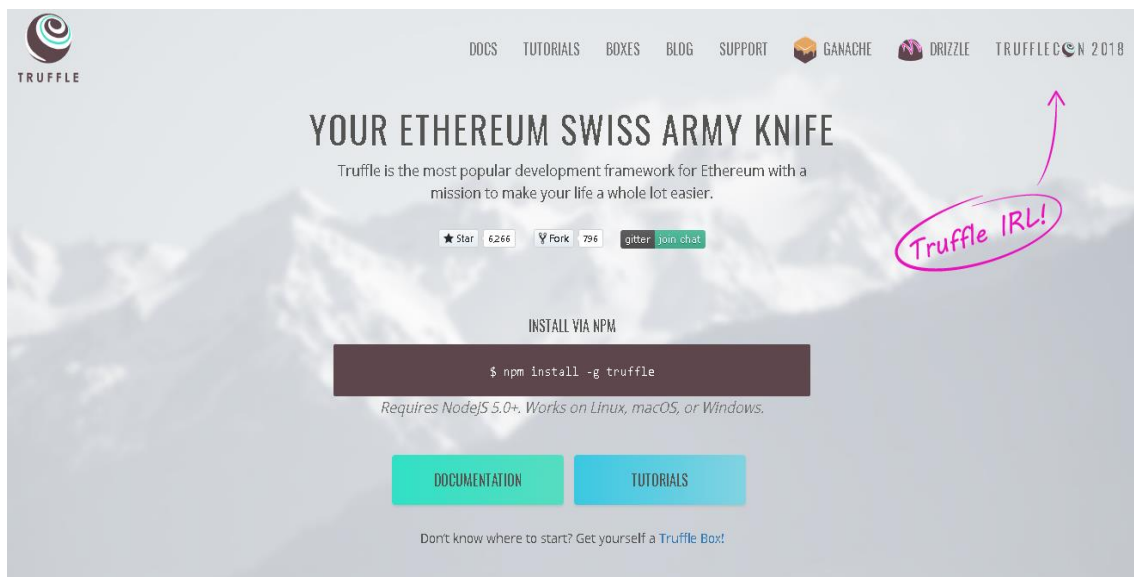 TRUFFLE
DOCS TUTORIALS BOXES BLOG SUPPORT GANACHE DRIZZLE TRUFFLECON 2018
YOUR ETHEREUM SWISS ARMY KNIFE
Truffle is the most popular development framework for Ethereum with a
mission to make your life a whole lot easier.
Star 6,266 Fork 796 gitter join chat
Truffle IRL!
INSTALL VIA NPM
$ npm install -g truffle
Requires NodeJS 5.0+. Works on Linux, macOS, or Windows.
DOCUMENTATION TUTORIALS
Don't know where to start? Get yourself a Truffle Box!